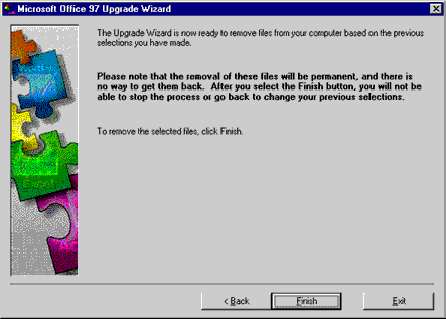 Microsoft Office 97 Upgrade Wizard
The Upgrade Wizard is now ready to remove files from your computer based on the previous
selections you have made.
Please note that the removal of these files will be permanent, and there is
no way to get them back. After you select the Finish button, you will not be
able to stop the process or go back to change your previous selections.
To remove the selected files, click Finish.
< Back
Finish
Exit